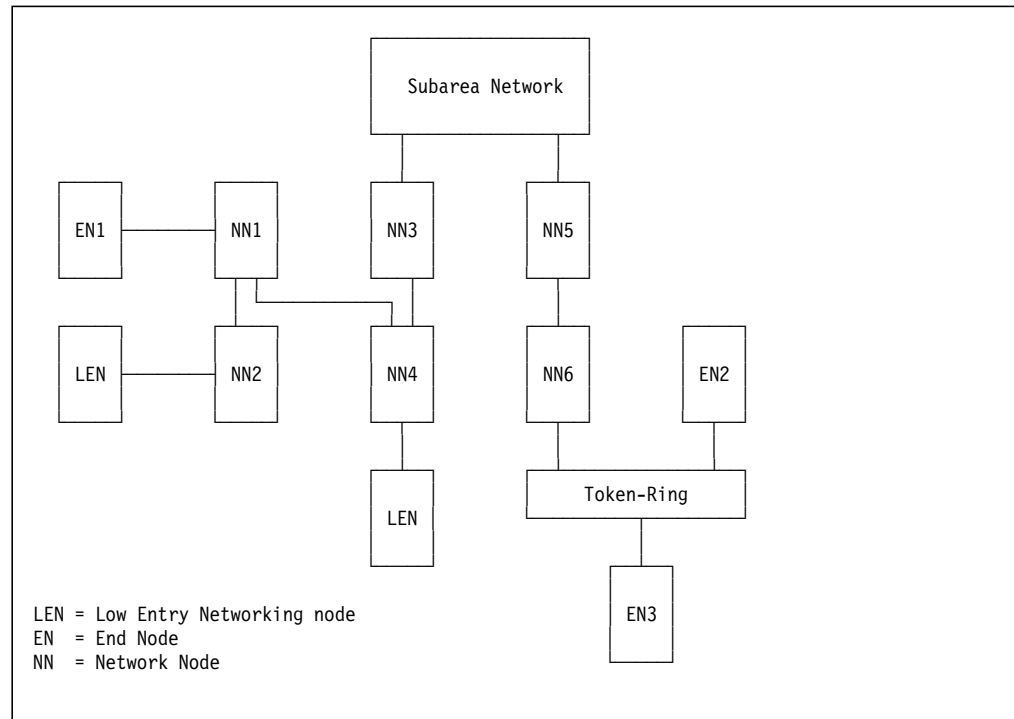 Subarea Network
EN1
NN1
NN3
NN5
LEN
NN2
NN4
NN6
EN2
LEN
Token-Ring
EN3
LEN = Low Entry Networking node
EN = End Node
NN = Network Node